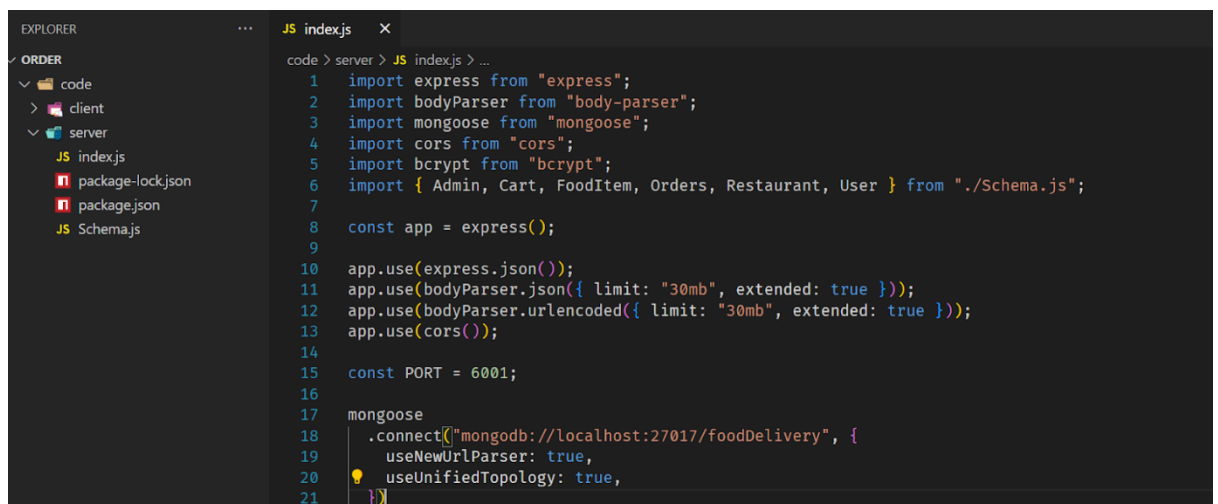 EXPLORER ...
ORDER
code
client
server
JS index.js
package-lock.json
package.json
JS Schema.js
JS index.js ×
code > server > JS index.js > ...
1 import express from "express";
2 import bodyParser from "body-parser";
3 import mongoose from "mongoose";
4 import cors from "cors";
5 import bcrypt from "bcrypt";
6 import { Admin, Cart, FoodItem, Orders, Restaurant, User } from "./Schema.js";
7
8 const app = express();
9
10 app.use(express.json());
11 app.use(bodyParser.json({ limit: "30mb", extended: true }));
12 app.use(bodyParser.urlencoded({ limit: "30mb", extended: true }));
13 app.use(cors());
14
15 const PORT = 6001;
16
17 mongoose
18 .connect("mongodb://localhost:27017/foodDelivery", {
19 useNewUrlParser: true,
20 useUnifiedTopology: true,
21 })